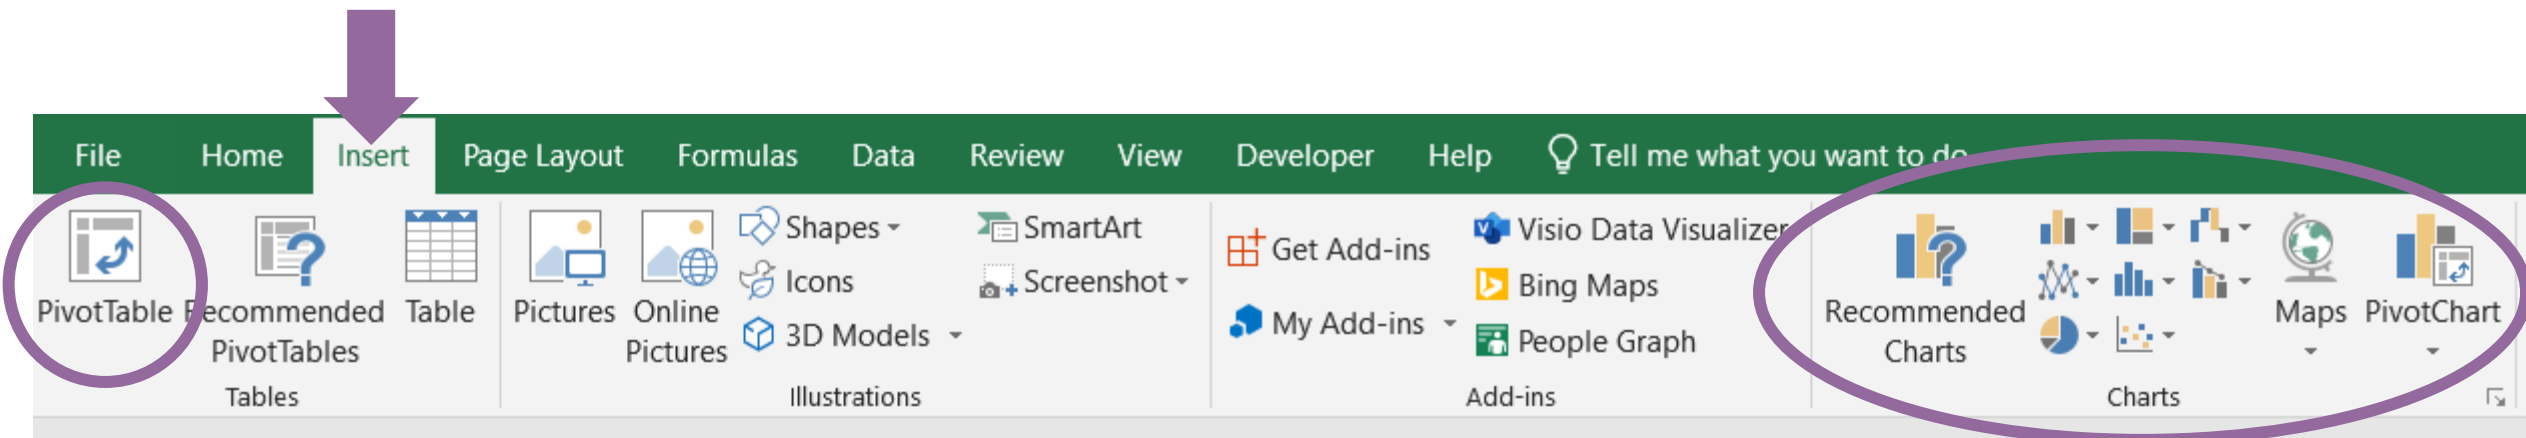 File Home Insert Page Layout Formulas Data Review View Developer Help Tell me what you want to do
PivotTable
Recommended
PivotTables
Table
Tables
Pictures
Online
Pictures
Shapes
Icons
3D Models
SmartArt
Screenshot
Illustrations
Get Add-ins
My Add-ins
Visio Data Visualizer
Bing Maps
People Graph
Add-ins
Recommended
Charts
Maps
PivotChart
Charts